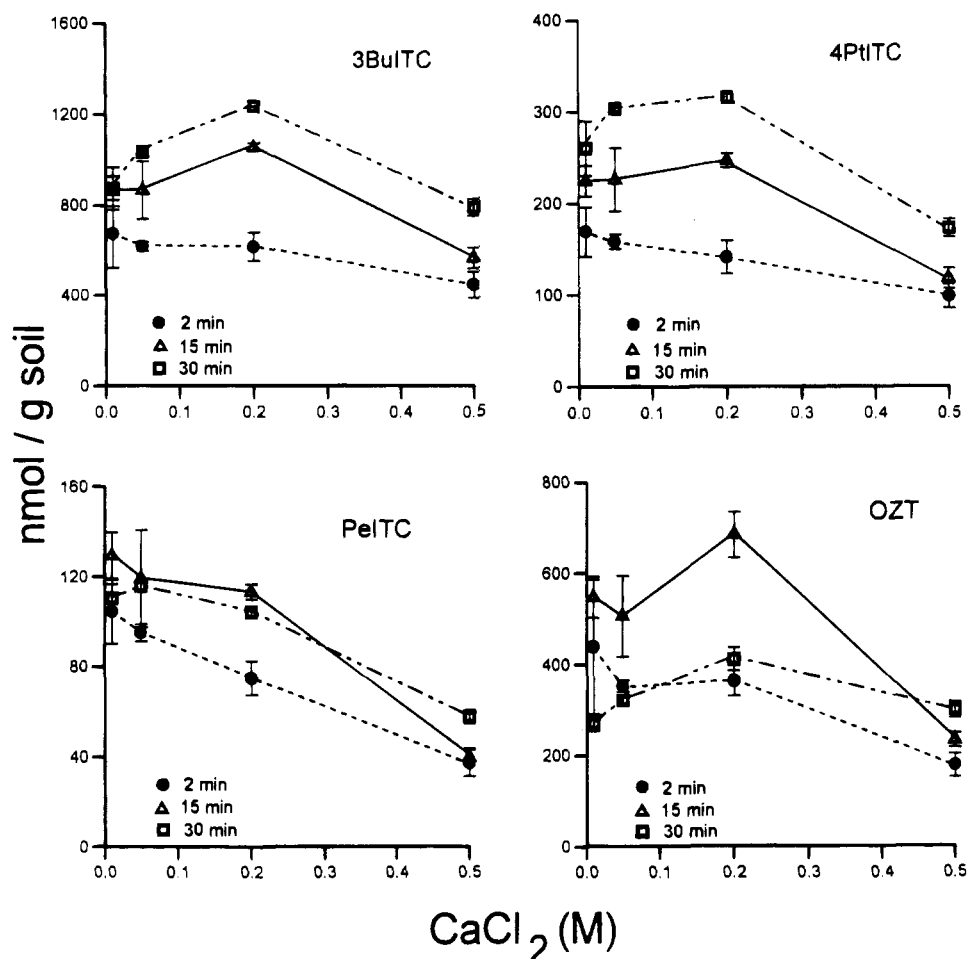 nmol / g soil
3BuITC
1600
1200
800
400
0
0.0 0.1 0.2 0.3 0.4 0.5
2 min
15 min
30 min
4PtITC
400
300
200
100
0
0.0 0.1 0.2 0.3 0.4 0.5
2 min
15 min
30 min
PeITC
160
120
80
40
0
0.0 0.1 0.2 0.3 0.4 0.5
2 min
15 min
30 min
OZT
800
600
400
200
0
0.0 0.1 0.2 0.3 0.4 0.5
2 min
15 min
30 min
CaCl2 (M)